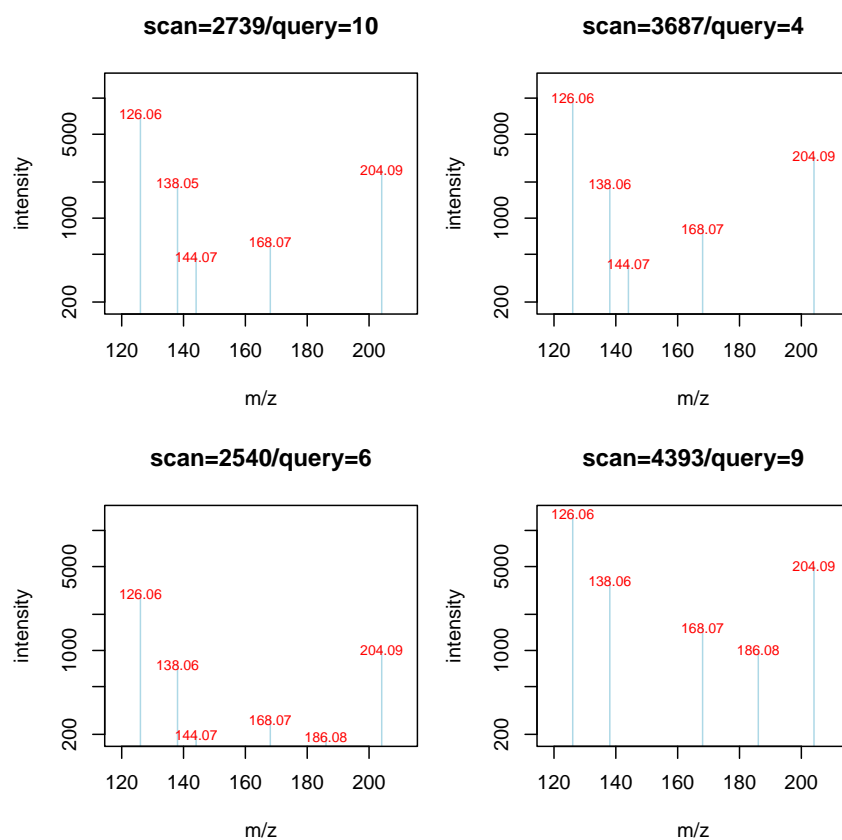 scan=2739/query=10
126.06
138.05
144.07
168.07
204.09
intensity
5000
1000
200
120 140 160 180 200
m/z
scan=3687/query=4
126.06
138.06
144.07
168.07
204.09
intensity
5000
1000
200
120 140 160 180 200
m/z
scan=2540/query=6
126.06
138.06
144.07
168.07
186.08
204.09
intensity
5000
1000
200
120 140 160 180 200
m/z
scan=4393/query=9
126.06
138.06
168.07
186.08
204.09
intensity
5000
1000
200
120 140 160 180 200
m/z